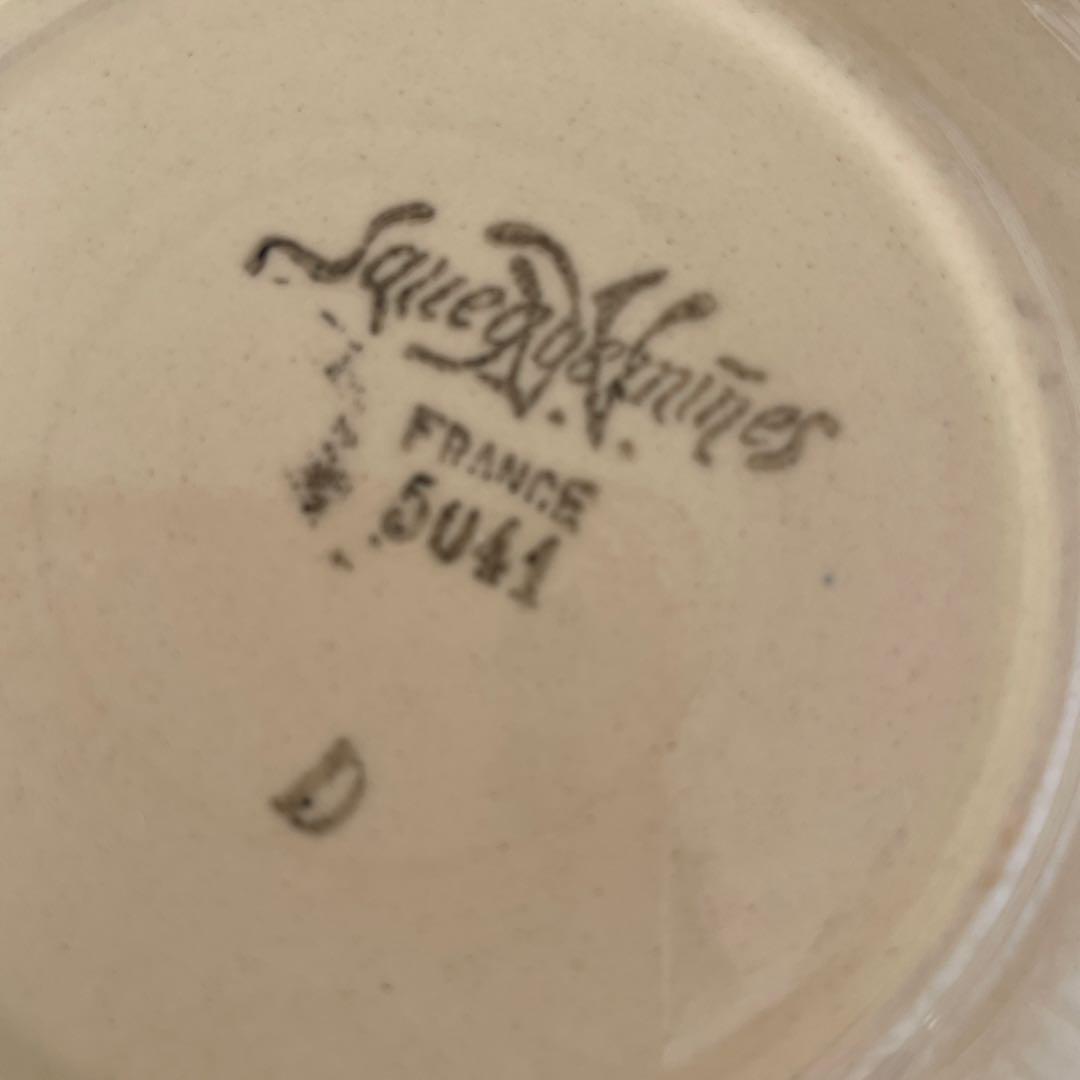 Sarreguemines
D.V.
FRANCE
5041
D